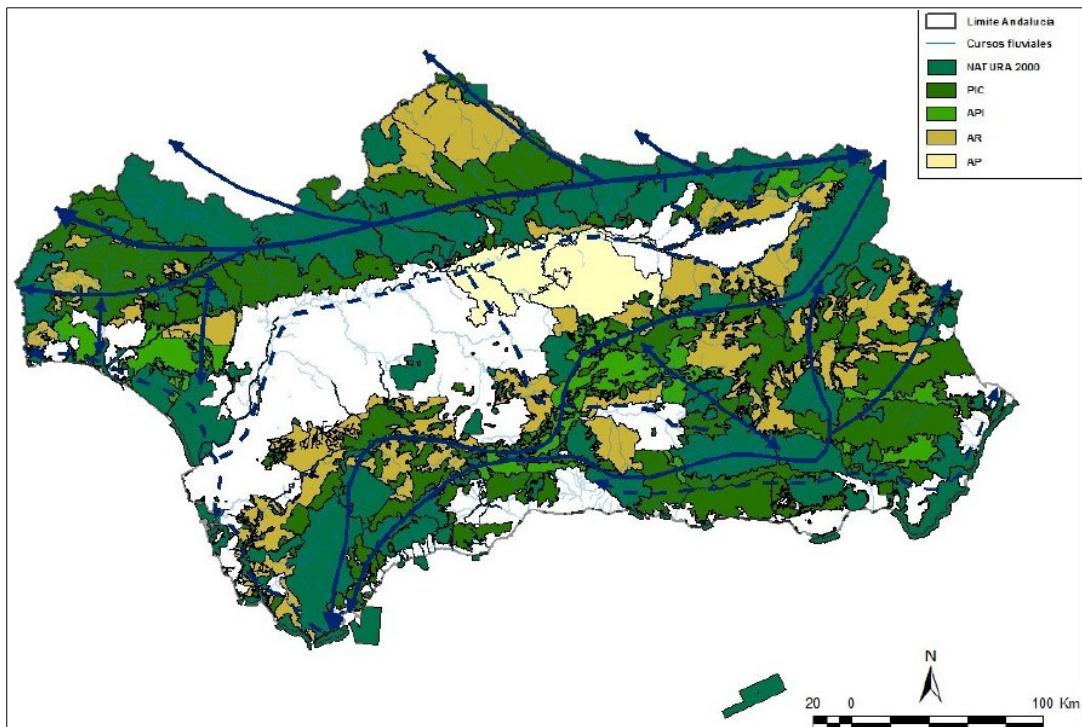 Límite Andalucía
Cursos fluviales
NATURA 2000
PIC
API
AR
AP
N
20 0 100 Km